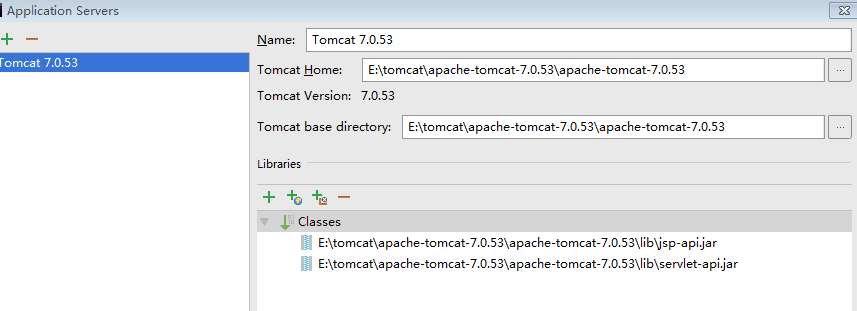 Application Servers
Tomcat 7.0.53
Name: Tomcat 7.0.53
Tomcat Home: E:\tomcat\apache-tomcat-7.0.53\apache-tomcat-7.0.53 ...
Tomcat Version: 7.0.53
Tomcat base directory: E:\tomcat\apache-tomcat-7.0.53\apache-tomcat-7.0.53 ...
Libraries
Classes
E:\tomcat\apache-tomcat-7.0.53\apache-tomcat-7.0.53\lib\jsp-api.jar
E:\tomcat\apache-tomcat-7.0.53\apache-tomcat-7.0.53\lib\servlet-api.jar